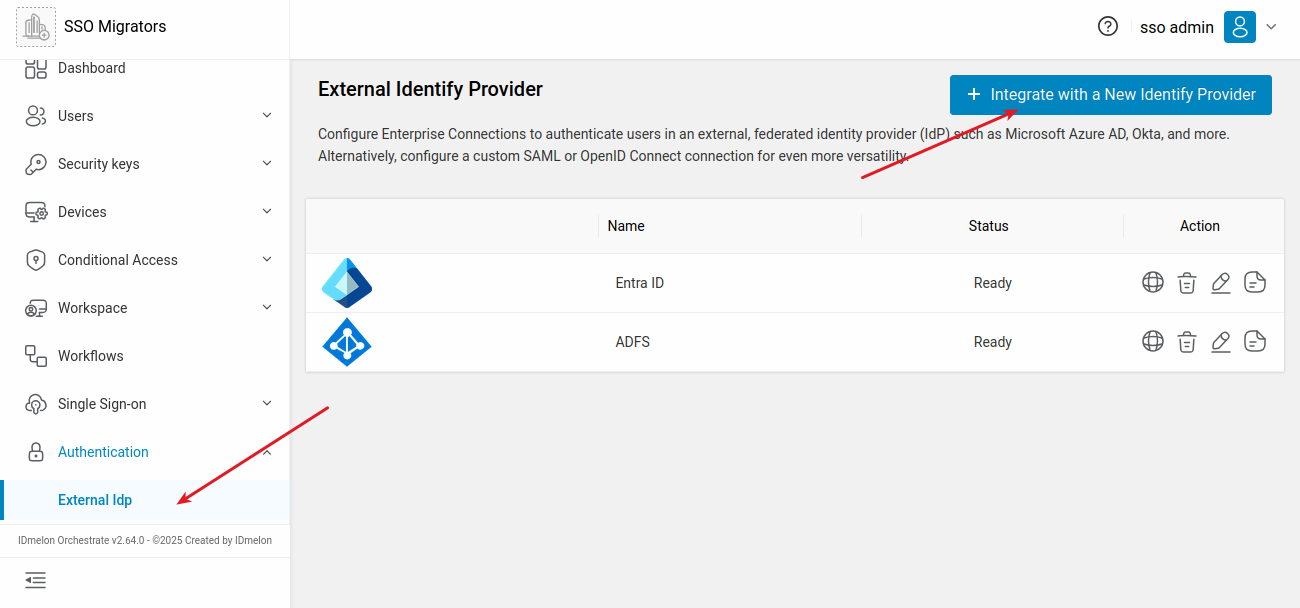 SSO Migrators
sso admin
Dashboard
Users
Security keys
Devices
Conditional Access
Workspace
Workflows
Single Sign-on
Authentication
External Idp
IDmelon Orchestrate v2.64.0 - ©2025 Created by IDmelon
External Identify Provider
+ Integrate with a New Identify Provider
Configure Enterprise Connections to authenticate users in an external, federated identity provider (IdP) such as Microsoft Azure AD, Okta, and more.
Alternatively, configure a custom SAML or OpenID Connect connection for even more versatility.
Name Status Action
Entra ID Ready
ADFS Ready